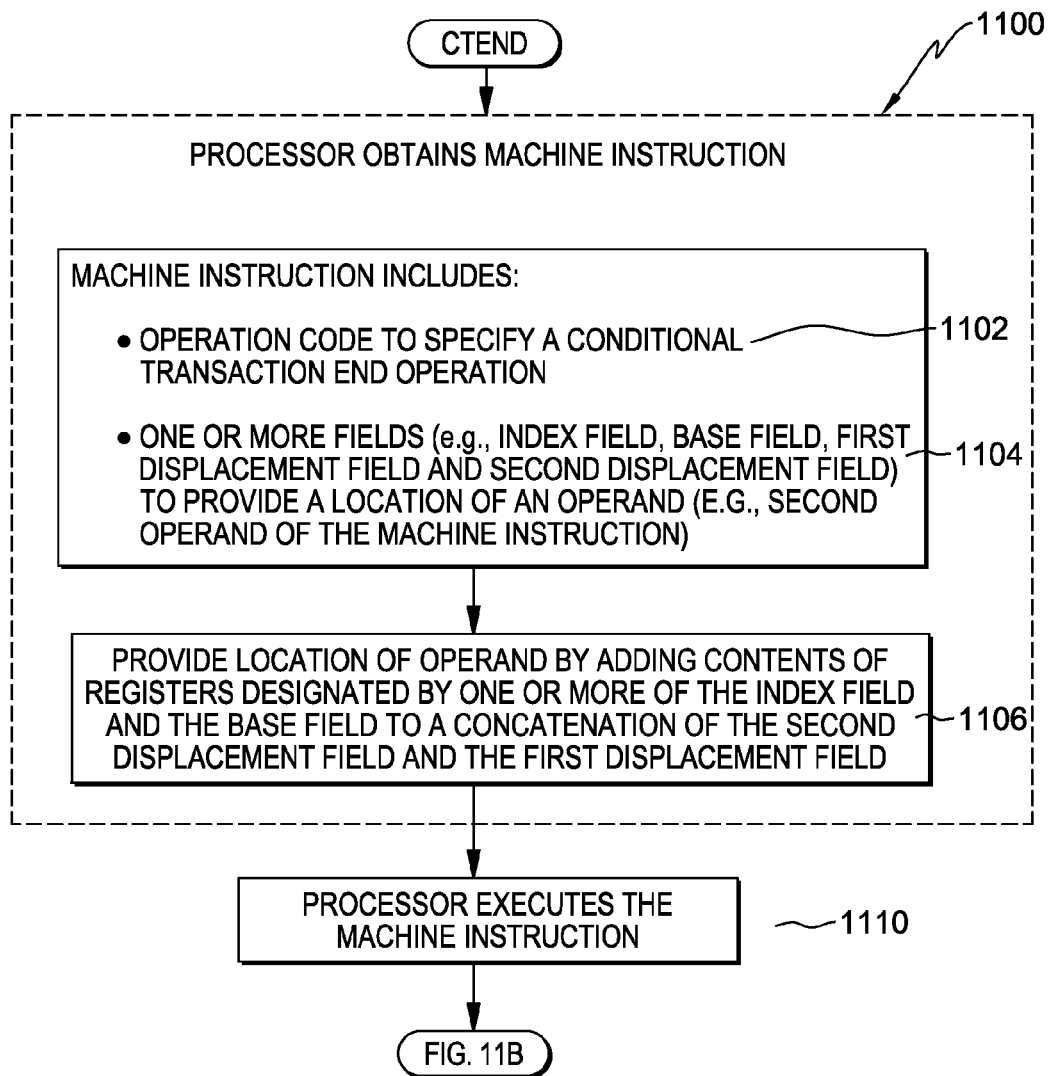 CTEND
1100
PROCESSOR OBTAINS MACHINE INSTRUCTION
MACHINE INSTRUCTION INCLUDES:
• OPERATION CODE TO SPECIFY A CONDITIONAL
TRANSACTION END OPERATION
1102
• ONE OR MORE FIELDS (e.g., INDEX FIELD, BASE FIELD, FIRST
DISPLACEMENT FIELD AND SECOND DISPLACEMENT FIELD)
TO PROVIDE A LOCATION OF AN OPERAND (E.G., SECOND
OPERAND OF THE MACHINE INSTRUCTION)
1104
PROVIDE LOCATION OF OPERAND BY ADDING CONTENTS OF
REGISTERS DESIGNATED BY ONE OR MORE OF THE INDEX FIELD
AND THE BASE FIELD TO A CONCATENATION OF THE SECOND
DISPLACEMENT FIELD AND THE FIRST DISPLACEMENT FIELD
1106
PROCESSOR EXECUTES THE
MACHINE INSTRUCTION
1110
FIG. 11B